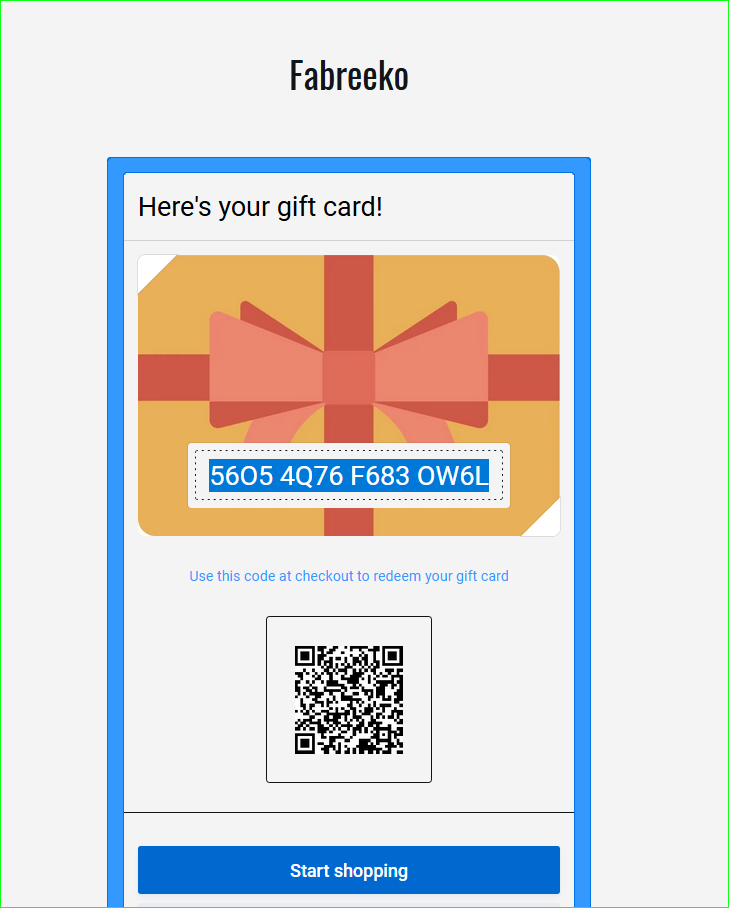 Fabreeko
Here's your gift card!
56O5 4Q76 F683 OW6L
Use this code at checkout to redeem your gift card
Start shopping